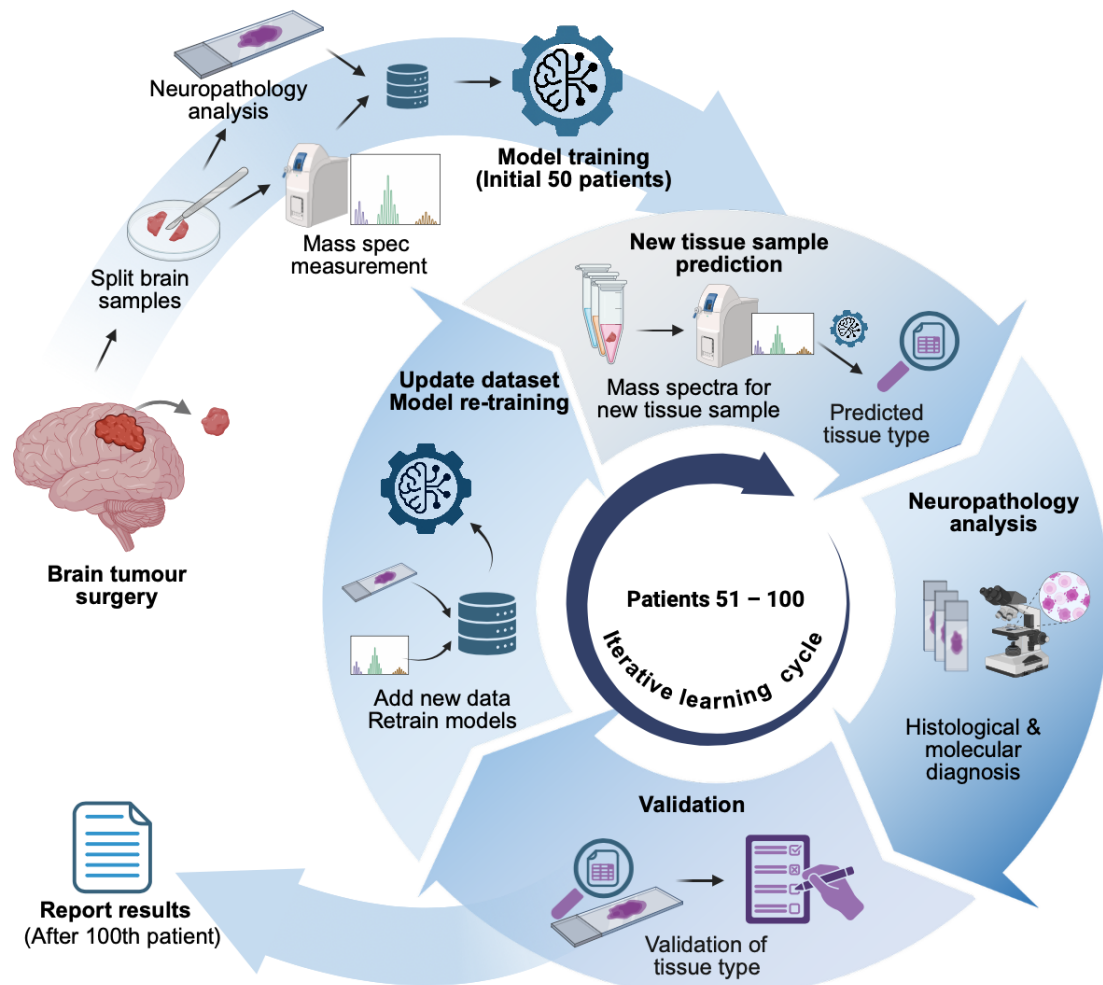 Neuropathology
analysis
Model training
(Initial 50 patients)
Mass spec
measurement
Split brain
samples
Brain tumour
surgery
New tissue sample
prediction
Mass spectra for
new tissue sample
Predicted
tissue type
Neuropathology
analysis
Histological &
molecular
diagnosis
Validation
Validation of
tissue type
Update dataset
Model re-training
Add new data
Retrain models
Patients 51 – 100
Iterative learning cycle
Report results
(After 100th patient)